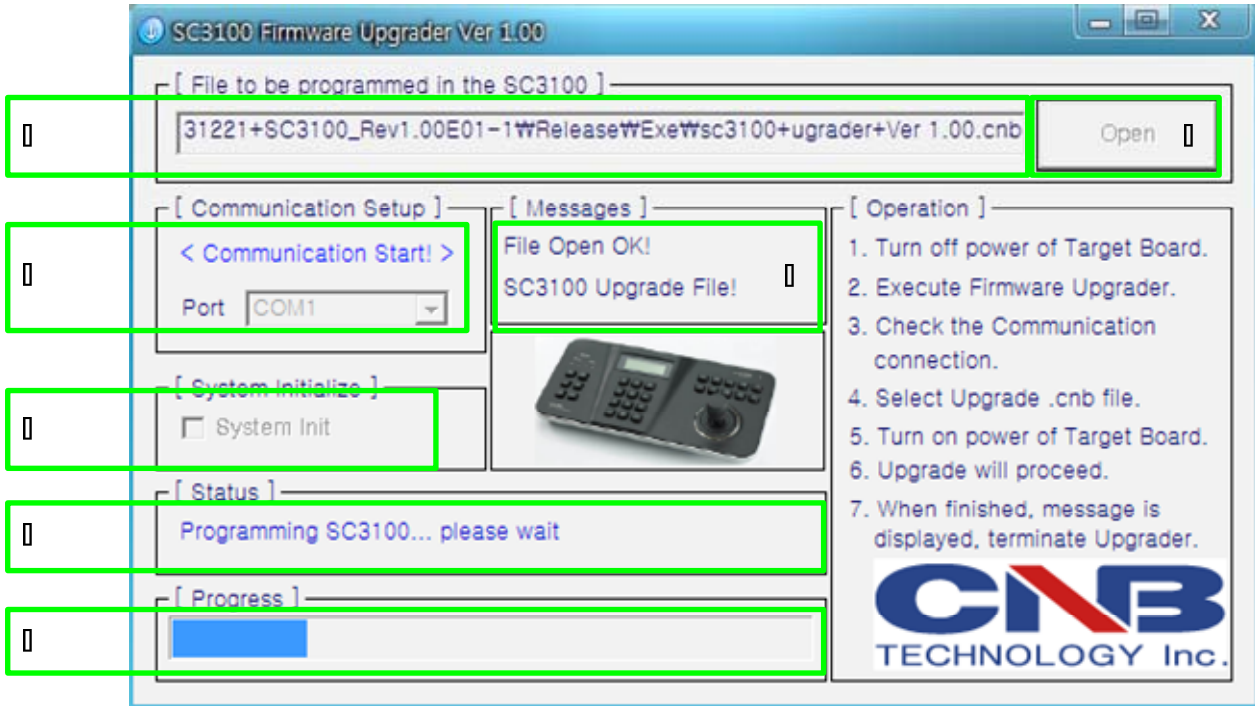 SC3100 Firmware Upgrader Ver 1.00
[ File to be programmed in the SC3100 ]
31221+SC3100_Rev1.00E01-1₩Release₩Exe₩sc3100+ugrader+Ver 1.00.cnb
Open
[ Communication Setup ]
< Communication Start! >
Port COM1
[ Messages ]
File Open OK!
SC3100 Upgrade File!
[ System Initialize ]
System Init
[ Status ]
Programming SC3100... please wait
[ Progress ]
[ Operation ]
1. Turn off power of Target Board.
2. Execute Firmware Upgrader.
3. Check the Communication
connection.
4. Select Upgrade .cnb file.
5. Turn on power of Target Board.
6. Upgrade will proceed.
7. When finished, message is
displayed, terminate Upgrader.
CNB
TECHNOLOGY Inc.